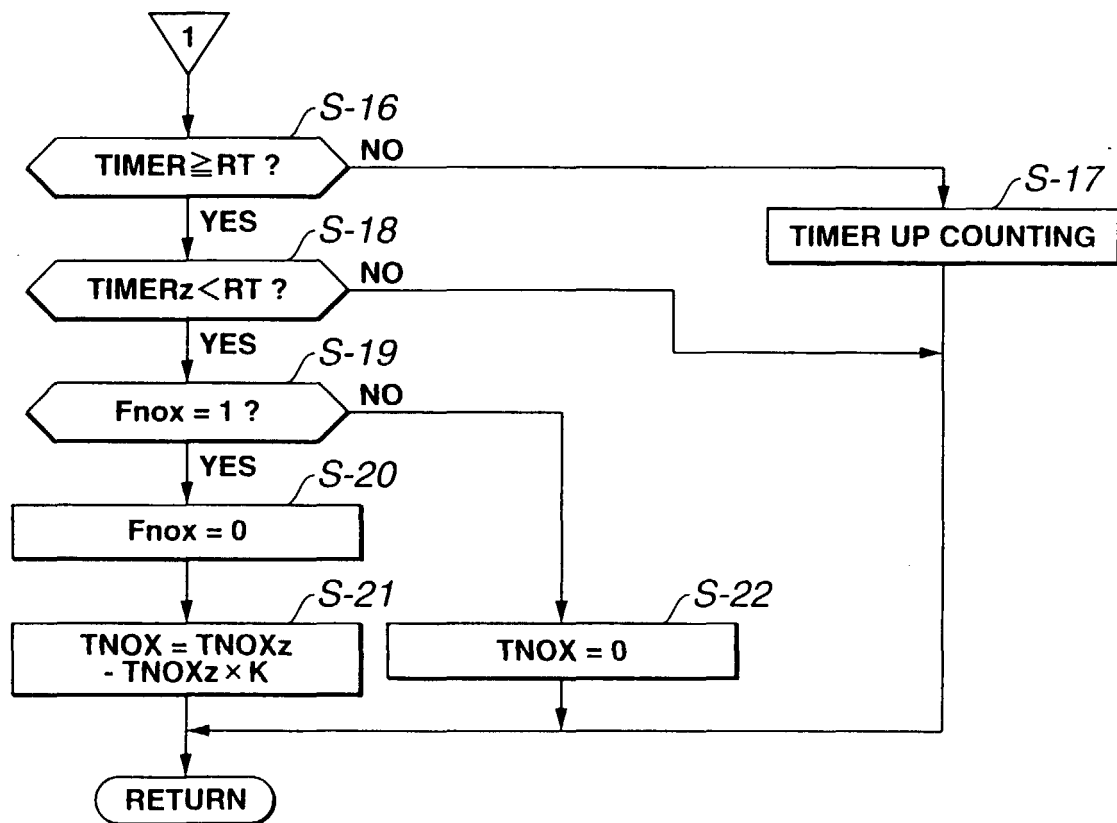 1
S-16
TIMER≧RT ?
NO
YES
S-17
TIMER UP COUNTING
S-18
TIMERz<RT ?
NO
YES
S-19
Fnox = 1 ?
NO
YES
S-20
Fnox = 0
S-21
TNOX = TNOXz
- TNOXz × K
S-22
TNOX = 0
RETURN